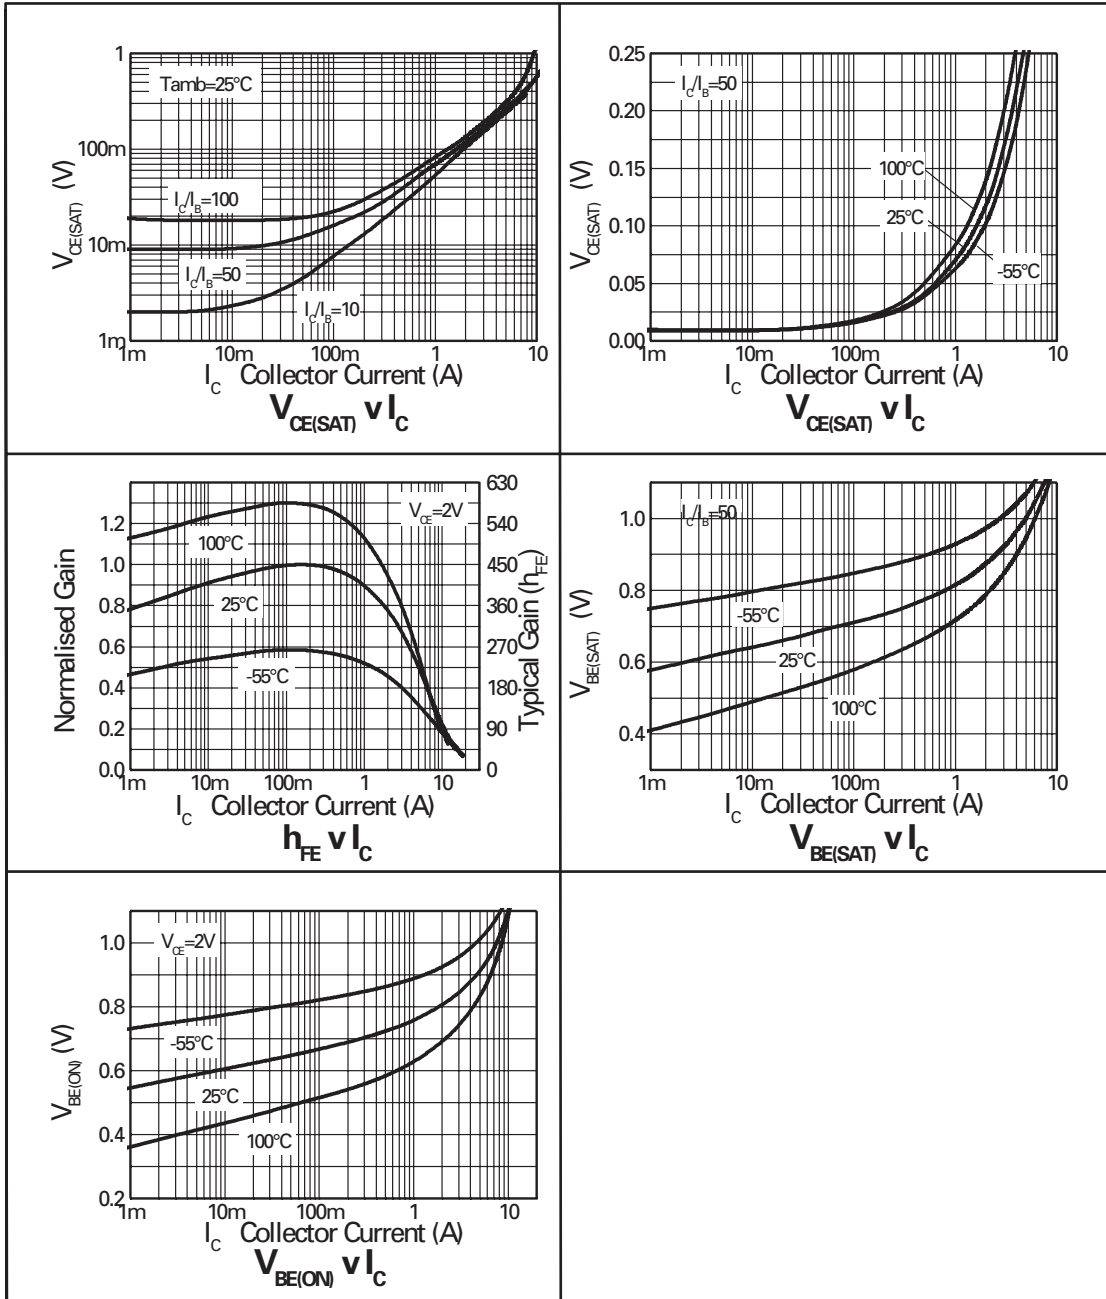 1
100m
10m
1m
V_CE(SAT) (V)
Tamb=25°C
I_C/I_B=100
I_C/I_B=50
I_C/I_B=10
1m 10m 100m 1 10
I_C Collector Current (A)
V_CE(SAT) v I_C
0.25
0.20
0.15
0.10
0.05
0.00
V_CE(SAT) (V)
I_C/I_B=50
100°C
25°C
-55°C
1m 10m 100m 1 10
I_C Collector Current (A)
V_CE(SAT) v I_C
1.2
1.0
0.8
0.6
0.4
0.2
0.0
Normalised Gain
V_CE=2V
100°C
25°C
-55°C
630
540
450
360
270
180
90
0
Typical Gain (h_FE)
1m 10m 100m 1 10
I_C Collector Current (A)
h_FE v I_C
1.0
0.8
0.6
0.4
V_BE(SAT) (V)
I_C/I_B=50
-55°C
25°C
100°C
1m 10m 100m 1 10
I_C Collector Current (A)
V_BE(SAT) v I_C
1.0
0.8
0.6
0.4
0.2
V_BE(ON) (V)
V_CE=2V
-55°C
25°C
100°C
1m 10m 100m 1 10
I_C Collector Current (A)
V_BE(ON) v I_C